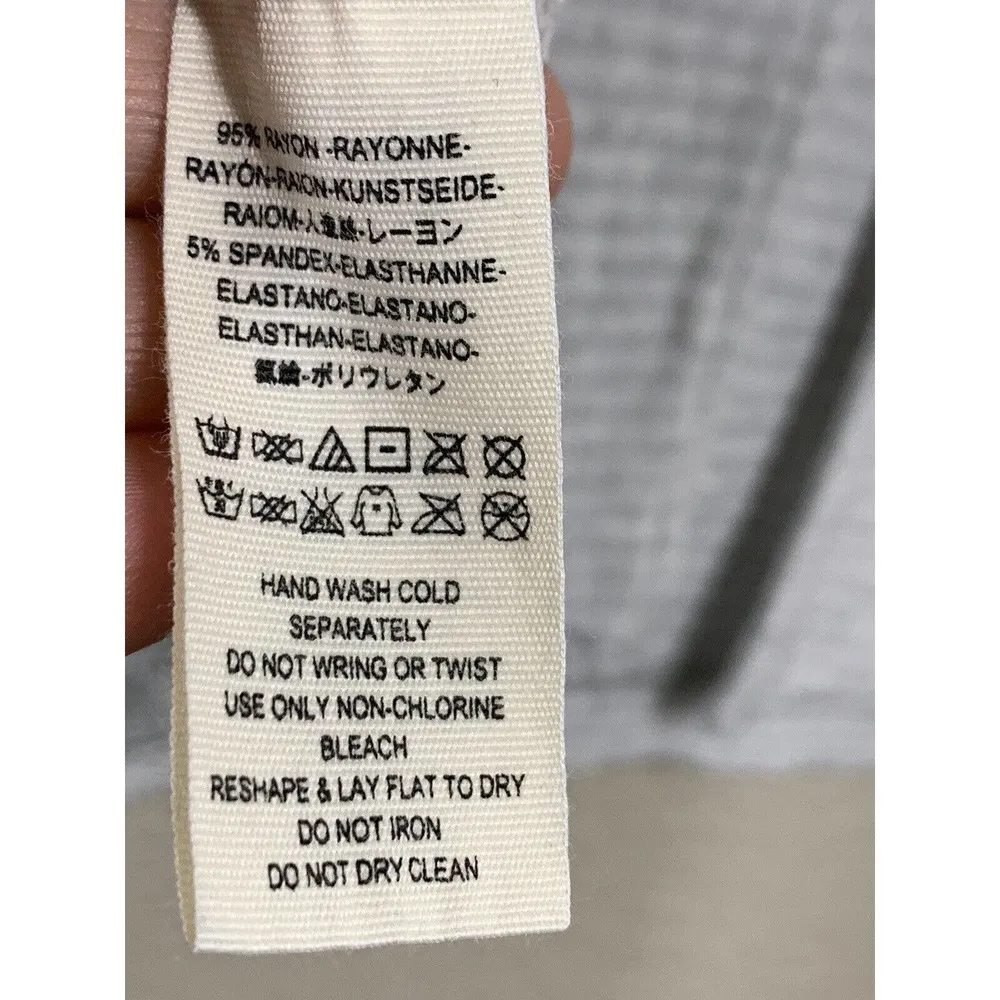 95% RAYON -RAYONNE-
RAYÓN-RAION-KUNSTSEIDE-
RAIOM-人造絲-レーヨン
5% SPANDEX-ELASTHANNE-
ELASTANO-ELASTANO-
ELASTHAN-ELASTANO-
-ポリウレタン
HAND WASH COLD
SEPARATELY
DO NOT WRING OR TWIST
USE ONLY NON-CHLORINE
BLEACH
RESHAPE & LAY FLAT TO DRY
DO NOT IRON
DO NOT DRY CLEAN